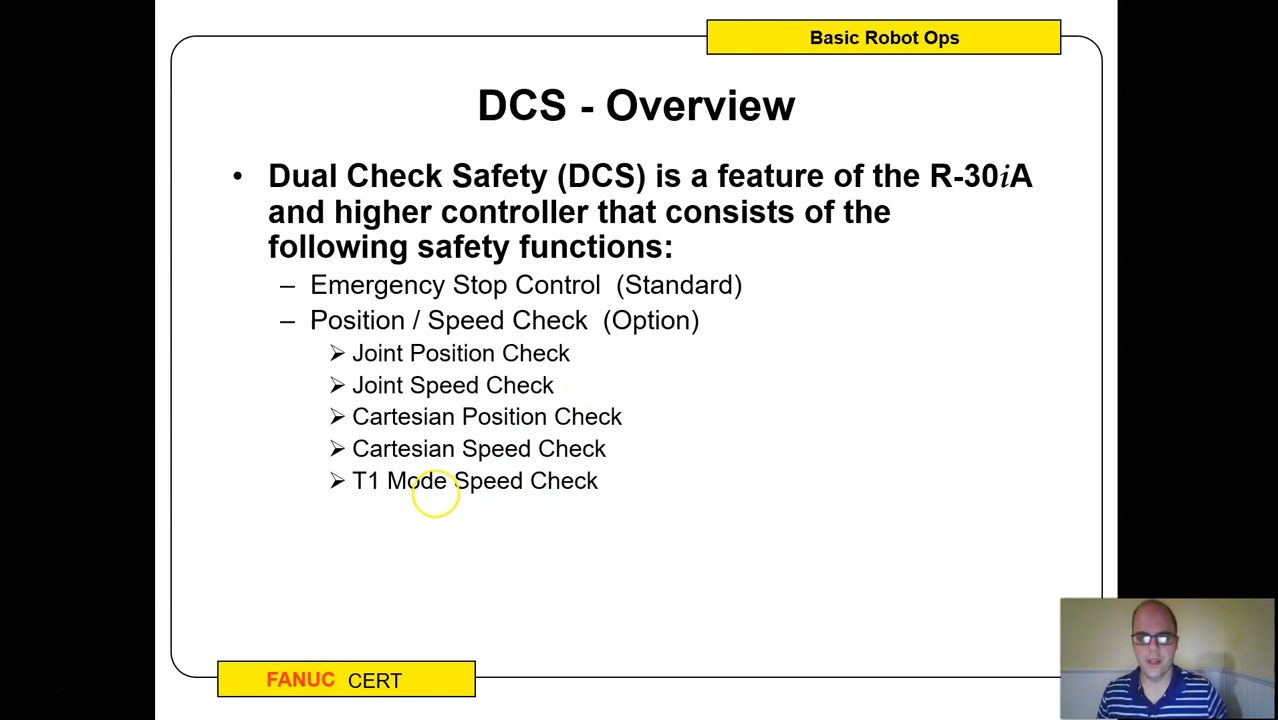 Basic Robot Ops
DCS - Overview
• Dual Check Safety (DCS) is a feature of the R-30iA
and higher controller that consists of the
following safety functions:
– Emergency Stop Control (Standard)
– Position / Speed Check (Option)
➢ Joint Position Check
➢ Joint Speed Check
➢ Cartesian Position Check
➢ Cartesian Speed Check
➢ T1 Mode Speed Check
FANUC CERT